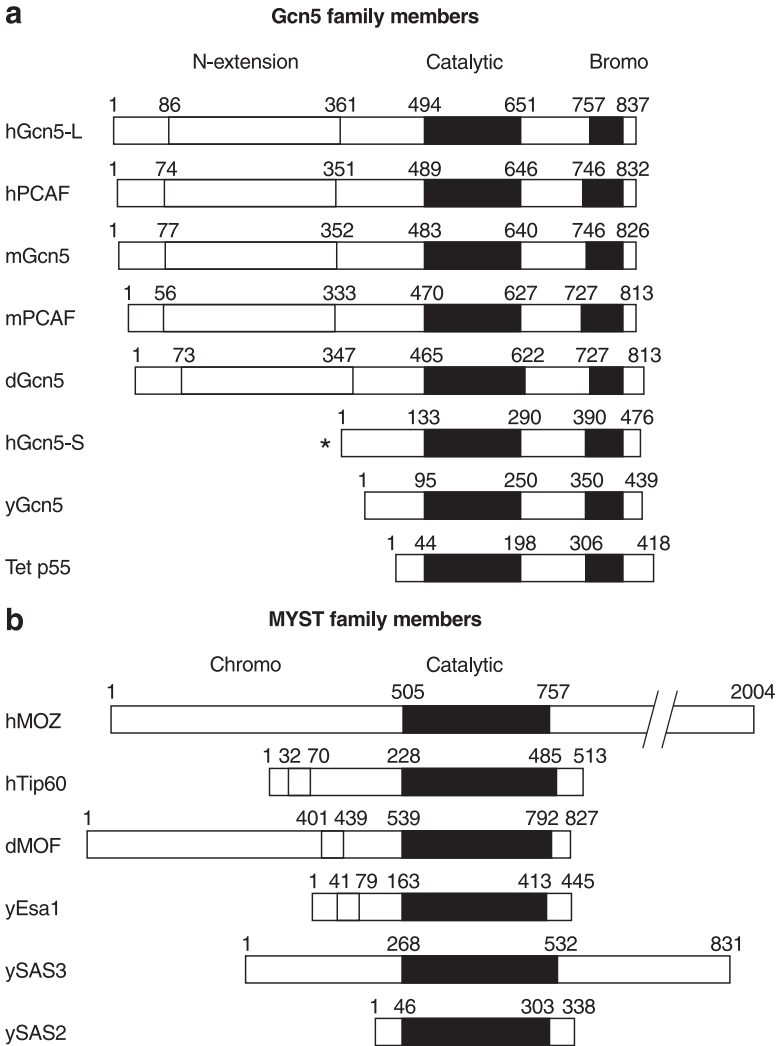 a
Gcn5 family members
N-extension Catalytic Bromo
1 86 361 494 651 757 837
hGcn5-L
1 74 351 489 646 746 832
hPCAF
1 77 352 483 640 746 826
mGcn5
1 56 333 470 627 727 813
mPCAF
1 73 347 465 622 727 813
dGcn5
1 133 290 390 476
hGcn5-S *
1 95 250 350 439
yGcn5
1 44 198 306 418
Tet p55
b
MYST family members
Chromo Catalytic
1 505 757 2004
hMOZ
1 32 70 228 485 513
hTip60
1 401 439 539 792 827
dMOF
1 41 79 163 413 445
yEsa1
1 268 532 831
ySAS3
1 46 303 338
ySAS2